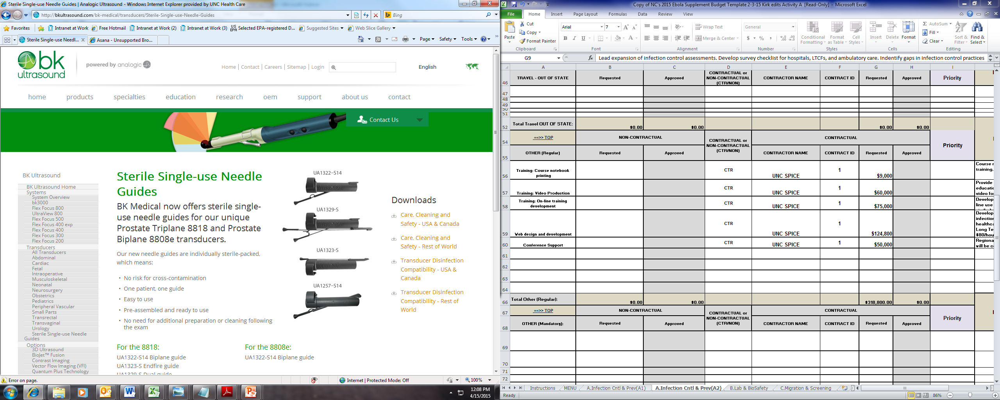 Sterile Single-use Needle Guides | Analogic Ultrasound - Windows Internet Explorer provided by UNC Health Care
http://bkultrasound.com/bk-medical/transducers/Sterile-Single-use-Needle-Guides
Bing
Favorites
Intranet at Work
Free Hotmail
Intranet at Work (2)
Intranet at Work (3)
US EPA Selected EPA-registered D...
Suggested Sites
Web Slice Gallery
Sterile Single-use Needl...
Asana - Unsupported Bro...
Page
Safety
Tools
bk
ultrasound
powered by analogic
Home | Contact | Careers | Sitemap | Login
English
home
products
specialties
education
research
oem
support
about us
contact
Contact Us
BK Ultrasound
BK Ultrasound Home
Systems
System Overview
bk3000
Flex Focus 800
UltraView 800
Flex Focus 500
Flex Focus 400 exp
Flex Focus 400
Flex Focus 300
Flex Focus 200
Transducers
All Transducers
Abdominal
Cardiac
Fetal
Intraoperative
Musculoskeletal
Neonatal
Neurosurgery
Obstetrics
Pediatrics
Peripheral Vascular
Small Parts
Transrectal
Transvaginal
Urology
Sterile Single-use Needle
Guides
Options
3D Ultrasound
BioJet™ Fusion
Contrast Imaging
Vector Flow Imaging (VFI)
Quantum Plus Technology
Sterile Single-use Needle
Guides
BK Medical now offers sterile single-
use needle guides for our unique
Prostate Triplane 8818 and Prostate
Biplane 8808e transducers.
Our new needle guides are individually sterile-packed,
which means:
• No risk for cross-contamination
• One patient, one guide
• Easy to use
• Pre-assembled and ready to use
• No need for additional preparation or cleaning following
the exam
UA1322-S14
UA1329-S
UA1323-S
UA1257-S14
Downloads
Care, Cleaning and
Safety - USA & Canada
Care, Cleaning and
Safety - Rest of World
Transducer Disinfection
Compatibility - USA &
Canada
Transducer Disinfection
Compatibility - Rest of
World
For the 8818:
UA1322-S14 Biplane guide
UA1323-S Endfire guide
UA1329-S Dual guide
For the 8808e:
UA1322-S14 Biplane guide
Error on page.
Internet | Protected Mode: Off
100%
12:08 PM
4/15/2015
Copy of NC's 2015 Ebola Supplement Budget Template 2-3-15 Kirk edits Activity A [Read-Only] - Microsoft Excel
File
Home
Insert
Page Layout
Formulas
Data
Review
View
Paste
Cut
Copy
Format Painter
Clipboard
Arial
7
B I U
Font
Wrap Text
Merge & Center
Alignment
General
$ % ,
Number
Conditional Formatting
Format as Table
Cell Styles
Styles
Insert
Delete
Format
Cells
AutoSum
Fill
Clear
Sort & Filter
Find & Select
Editing
G9
fx
Lead expansion of infection control assessments. Develop survey checklist for hospitals, LTCFs, and ambulatory care. Indentify gaps in infection control practices
A B C D E F G H I
46 TRAVEL - OUT OF STATE Requested Approved CONTRACTUAL or NON-CONTRACTUAL (CTR/NON) CONTRACTOR NAME CONTRACT ID Requested Approved Priority
47
48
49
50
51
52 Total Travel OUT OF STATE: $0.00 $0.00 $0.00 $0.00
54 ==>> TOP NON-CONTRACTUAL CONTRACTUAL or NON-CONTRACTUAL (CTR/NON) CONTRACTUAL Priority
55 OTHER (Regular) Requested Approved CONTRACTOR NAME CONTRACT ID Requested Approved
56 Training: Course notebook printing CTR UNC SPICE 1 $9,000 training.
57 Training: Video Production CTR UNC SPICE 1 $60,000 Provide
video fo
58 Training: On-line training development CTR UNC SPICE 1 $75,000 Develop
line use
59 Web design and development CTR UNC SPICE 1 $124,800 Develop
infection
healthca
Long Te
$80/hou
60 Conference Support CTR UNC SPICE 1 $50,000 Regiona
will be c
61
62
63
64
66 Total Other (Regular): $0.00 $0.00 $318,800.00 $0.00
67 ==>> TOP NON-CONTRACTUAL CONTRACTUAL or NON-CONTRACTUAL (CTR/NON) CONTRACTUAL Priority
68 OTHER (Mandatory): Requested Approved CONTRACTOR NAME CONTRACT ID Requested Approved
69
70
71
72
Instructions
MENU
A.Infection Cntl & Prev(A1)
A.Infection Cntl & Prev(A2)
B.Lab & BioSafety
C.Migration & Screening
Ready
86%